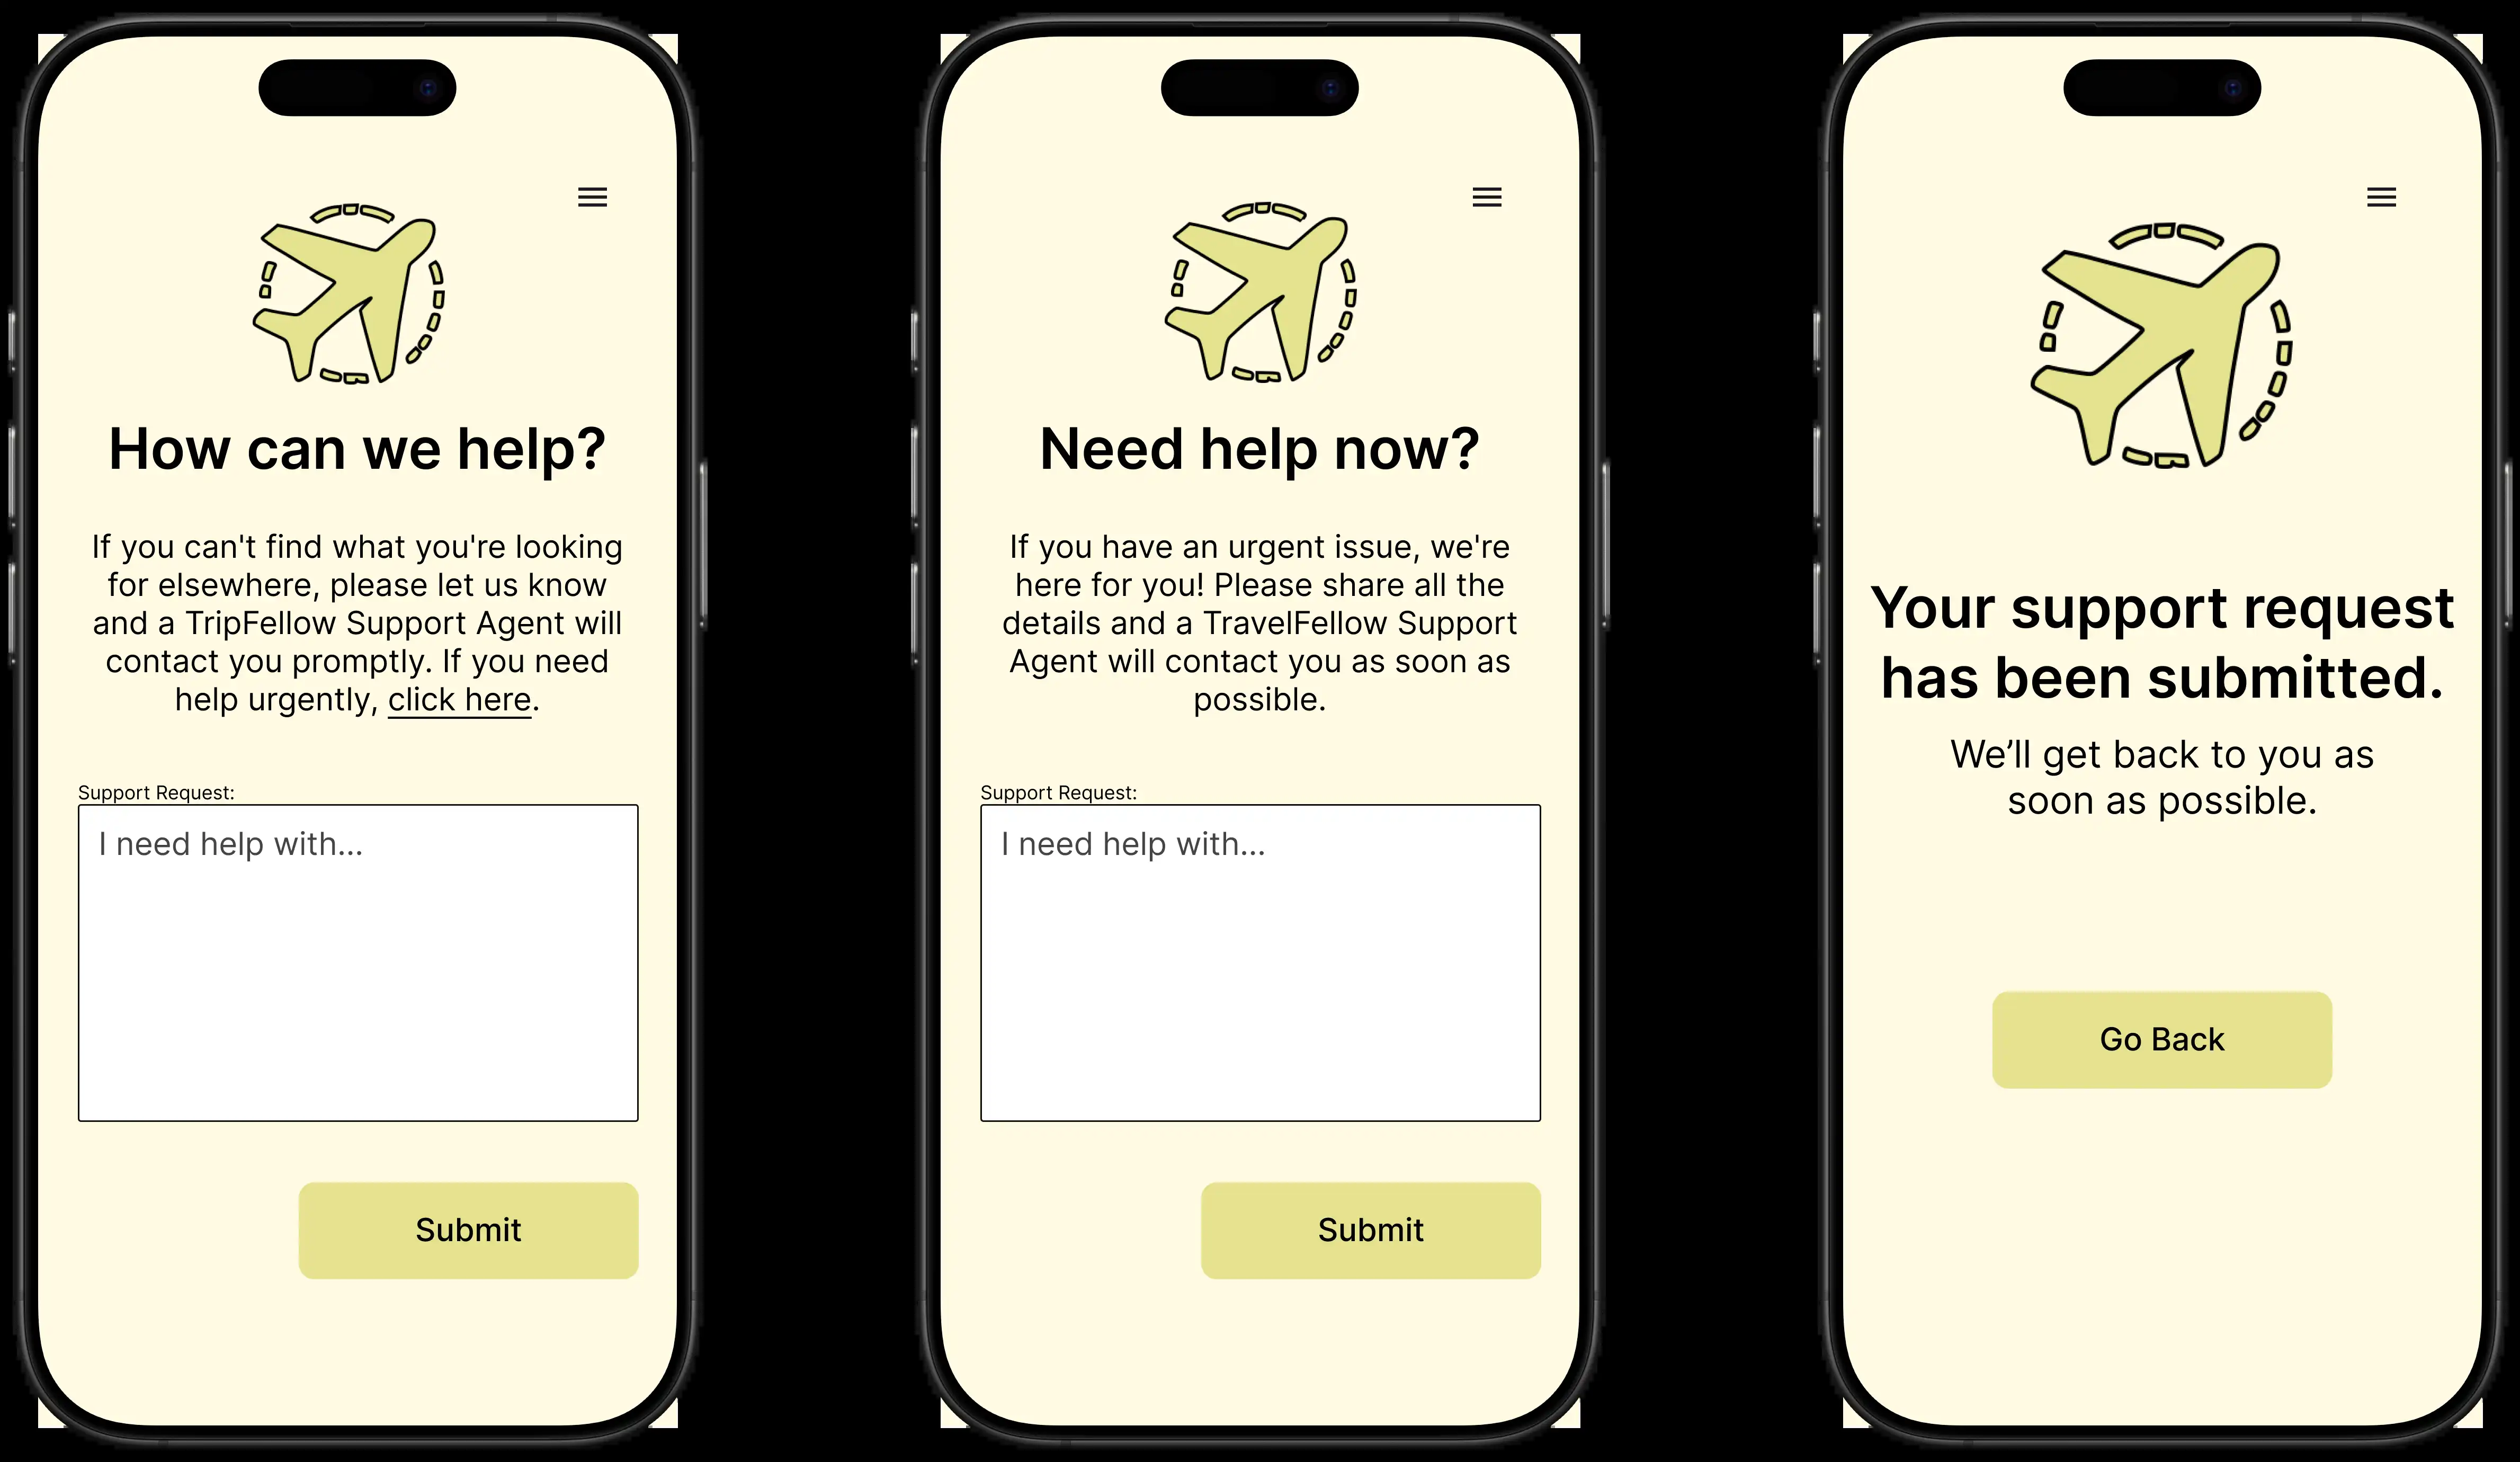 How can we help?
If you can't find what you're looking
for elsewhere, please let us know
and a TripFellow Support Agent will
contact you promptly. If you need
help urgently, click here.
Support Request:
I need help with...
Submit
Need help now?
If you have an urgent issue, we're
here for you! Please share all the
details and a TravelFellow Support
Agent will contact you as soon as
possible.
Support Request:
I need help with...
Submit
Your support request
has been submitted.
We’ll get back to you as
soon as possible.
Go Back